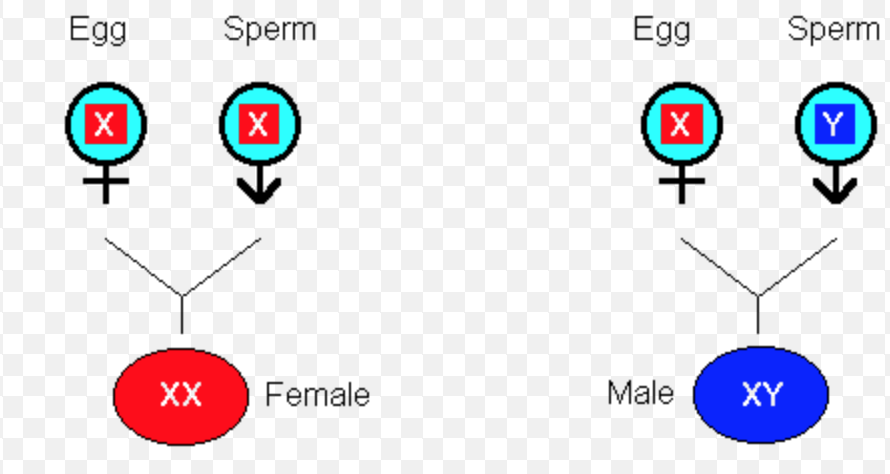 Egg Sperm Egg Sperm
X X X Y
XX Female Male XY